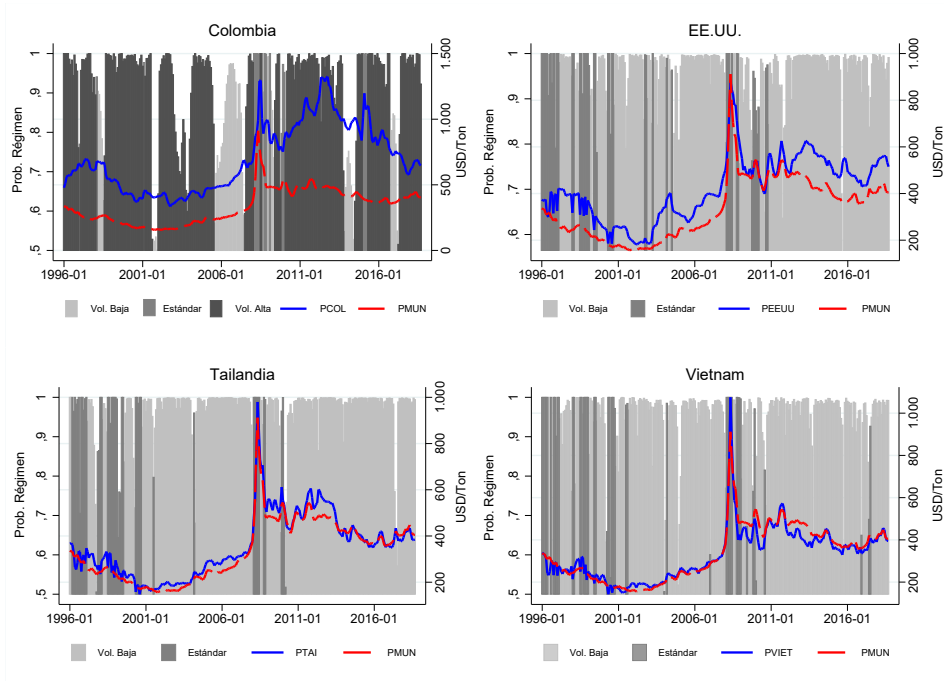 Colombia
Prob. Régimen
1
,9
,8
,7
,6
,5
1.500
1.000
500
0
USD/Ton
1996-01 2001-01 2006-01 2011-01 2016-01
Vol. Baja Estándar Vol. Alta PCOL PMUN
EE.UU.
Prob. Régimen
1
,9
,8
,7
,6
1.000
800
600
400
200
USD/Ton
1996-01 2001-01 2006-01 2011-01 2016-01
Vol. Baja Estándar PEEUU PMUN
Tailandia
Prob. Régimen
1
,9
,8
,7
,6
,5
1.000
800
600
400
200
USD/Ton
1996-01 2001-01 2006-01 2011-01 2016-01
Vol. Baja Estándar PTAI PMUN
Vietnam
Prob. Régimen
1
,9
,8
,7
,6
,5
1.000
800
600
400
200
USD/Ton
1996-01 2001-01 2006-01 2011-01 2016-01
Vol. Baja Estándar PVIET PMUN